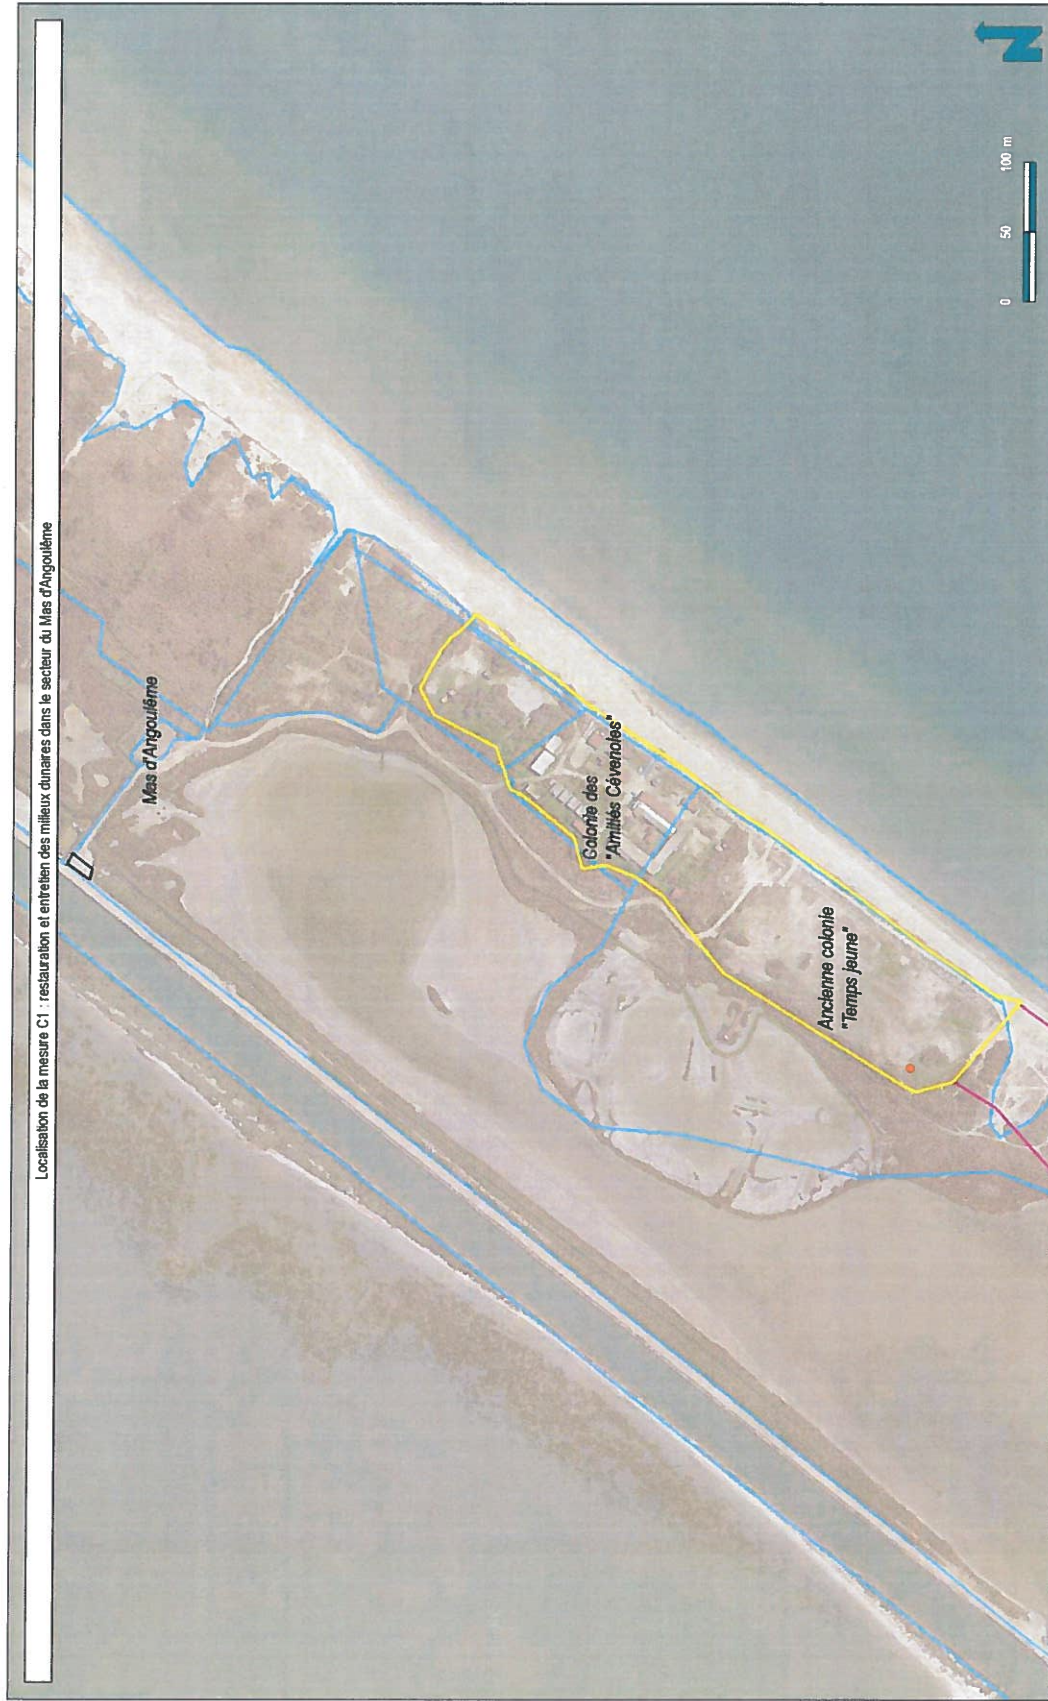 Localisation de la mesure C1 : restauration et entretien des milieux dunaires dans le secteur du Mas d'Angoulême
Mas d'Angoulême
Colonie des
"Amitiés Cévenoles"
Ancienne colonie
"Temps jeune"
N
0 50 100 m